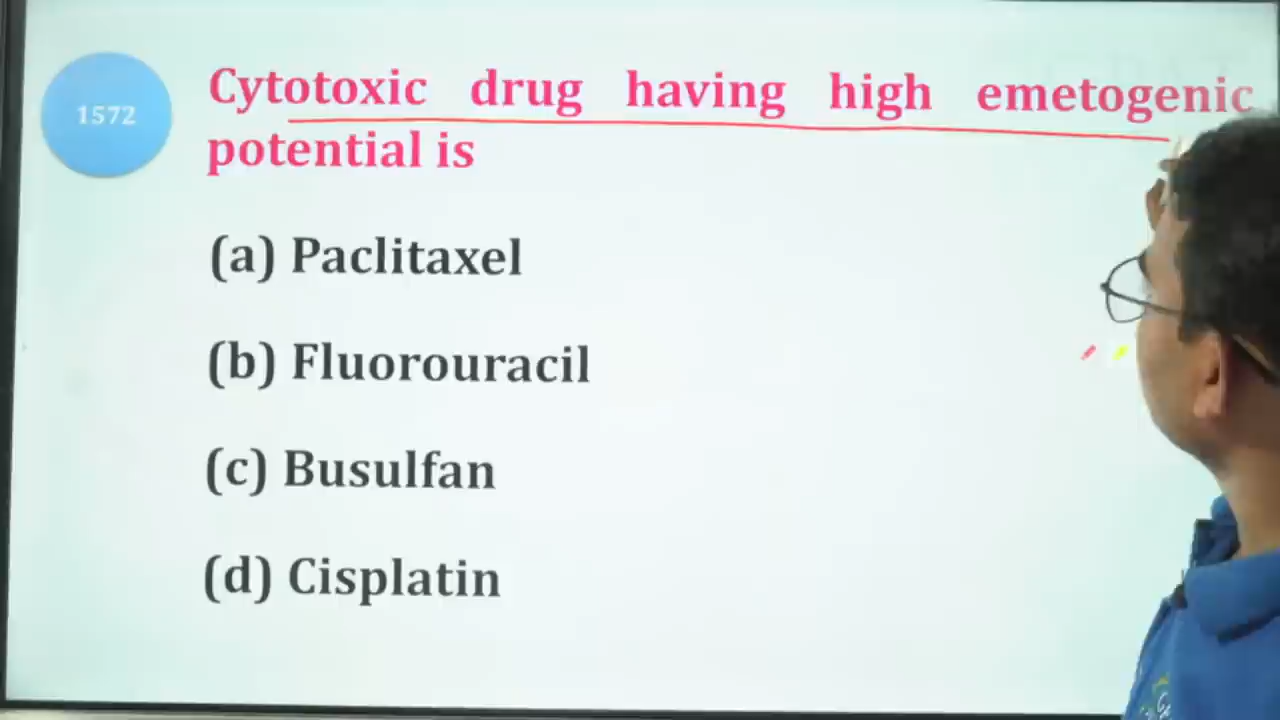 1572
Cytotoxic drug having high emetogenic
potential is
(a) Paclitaxel
(b) Fluorouracil
(c) Busulfan
(d) Cisplatin